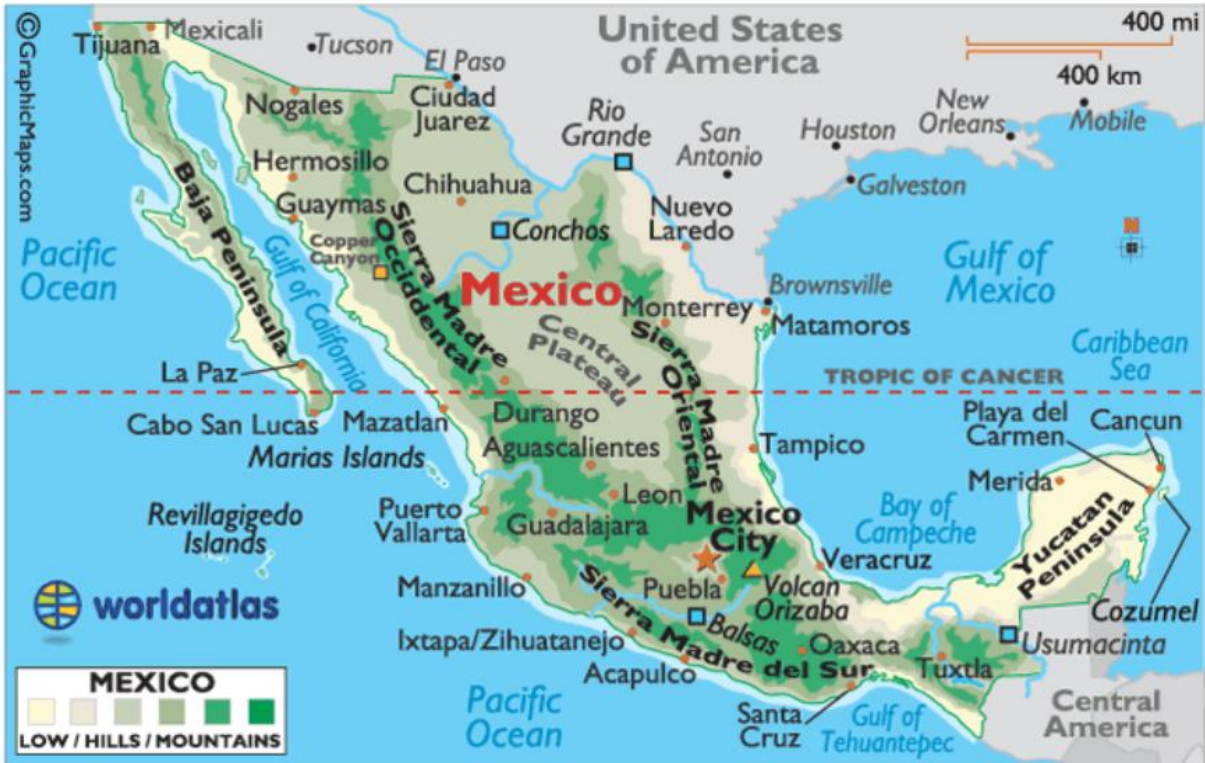 © GraphicMaps.com
Tijuana
Mexicali
Tucson
El Paso
United States
of America
400 mi
400 km
Nogales
Ciudad
Juarez
Rio
Grande
San
Antonio
Houston
New
Orleans
Mobile
Galveston
Hermosillo
Chihuahua
Guaymas
Copper
Canyon
Conchos
Nuevo
Laredo
N
Pacific
Ocean
Baja Peninsula
Gulf of California
Sierra Madre
Occiddental
Mexico
Central
Plateau
Monterrey
Sierra Madre
Oriental
Brownsville
Matamoros
Gulf of
Mexico
Caribbean
Sea
La Paz
TROPIC OF CANCER
Cabo San Lucas
Mazatlan
Durango
Marias Islands
Aguascalientes
Tampico
Playa del
Carmen
Cancun
Merida
Leon
Revillagigedo
Islands
Puerto
Vallarta
Guadalajara
Mexico
City
Bay of
Campeche
Yucatan
Peninsula
Veracruz
Manzanillo
Puebla
Volcan
Orizaba
Cozumel
worldatlas
Sierra Madre del Sur
Balsas
Ixtapa/Zihuatanejo
Oaxaca
Usumacinta
Acapulco
Tuxtla
MEXICO
LOW / HILLS / MOUNTAINS
Pacific
Ocean
Santa
Cruz
Gulf of
Tehuantepec
Central
America